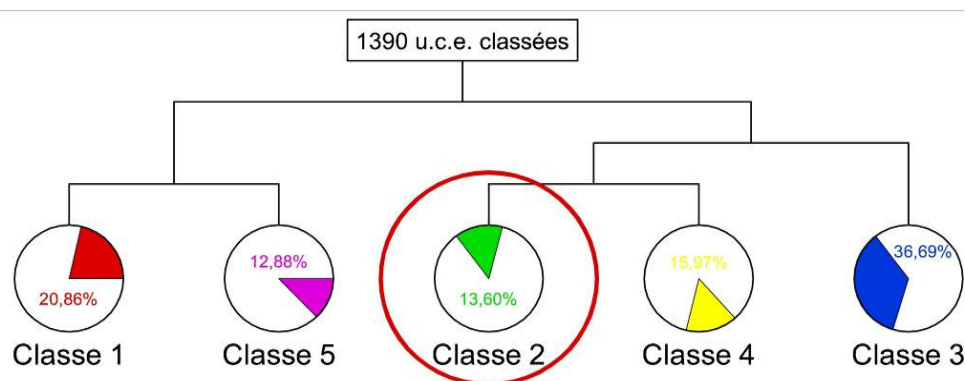 1390 u.c.e. classées
20,86%
12,88%
13,60%
15,97%
36,69%
Classe 1
Classe 5
Classe 2
Classe 4
Classe 3